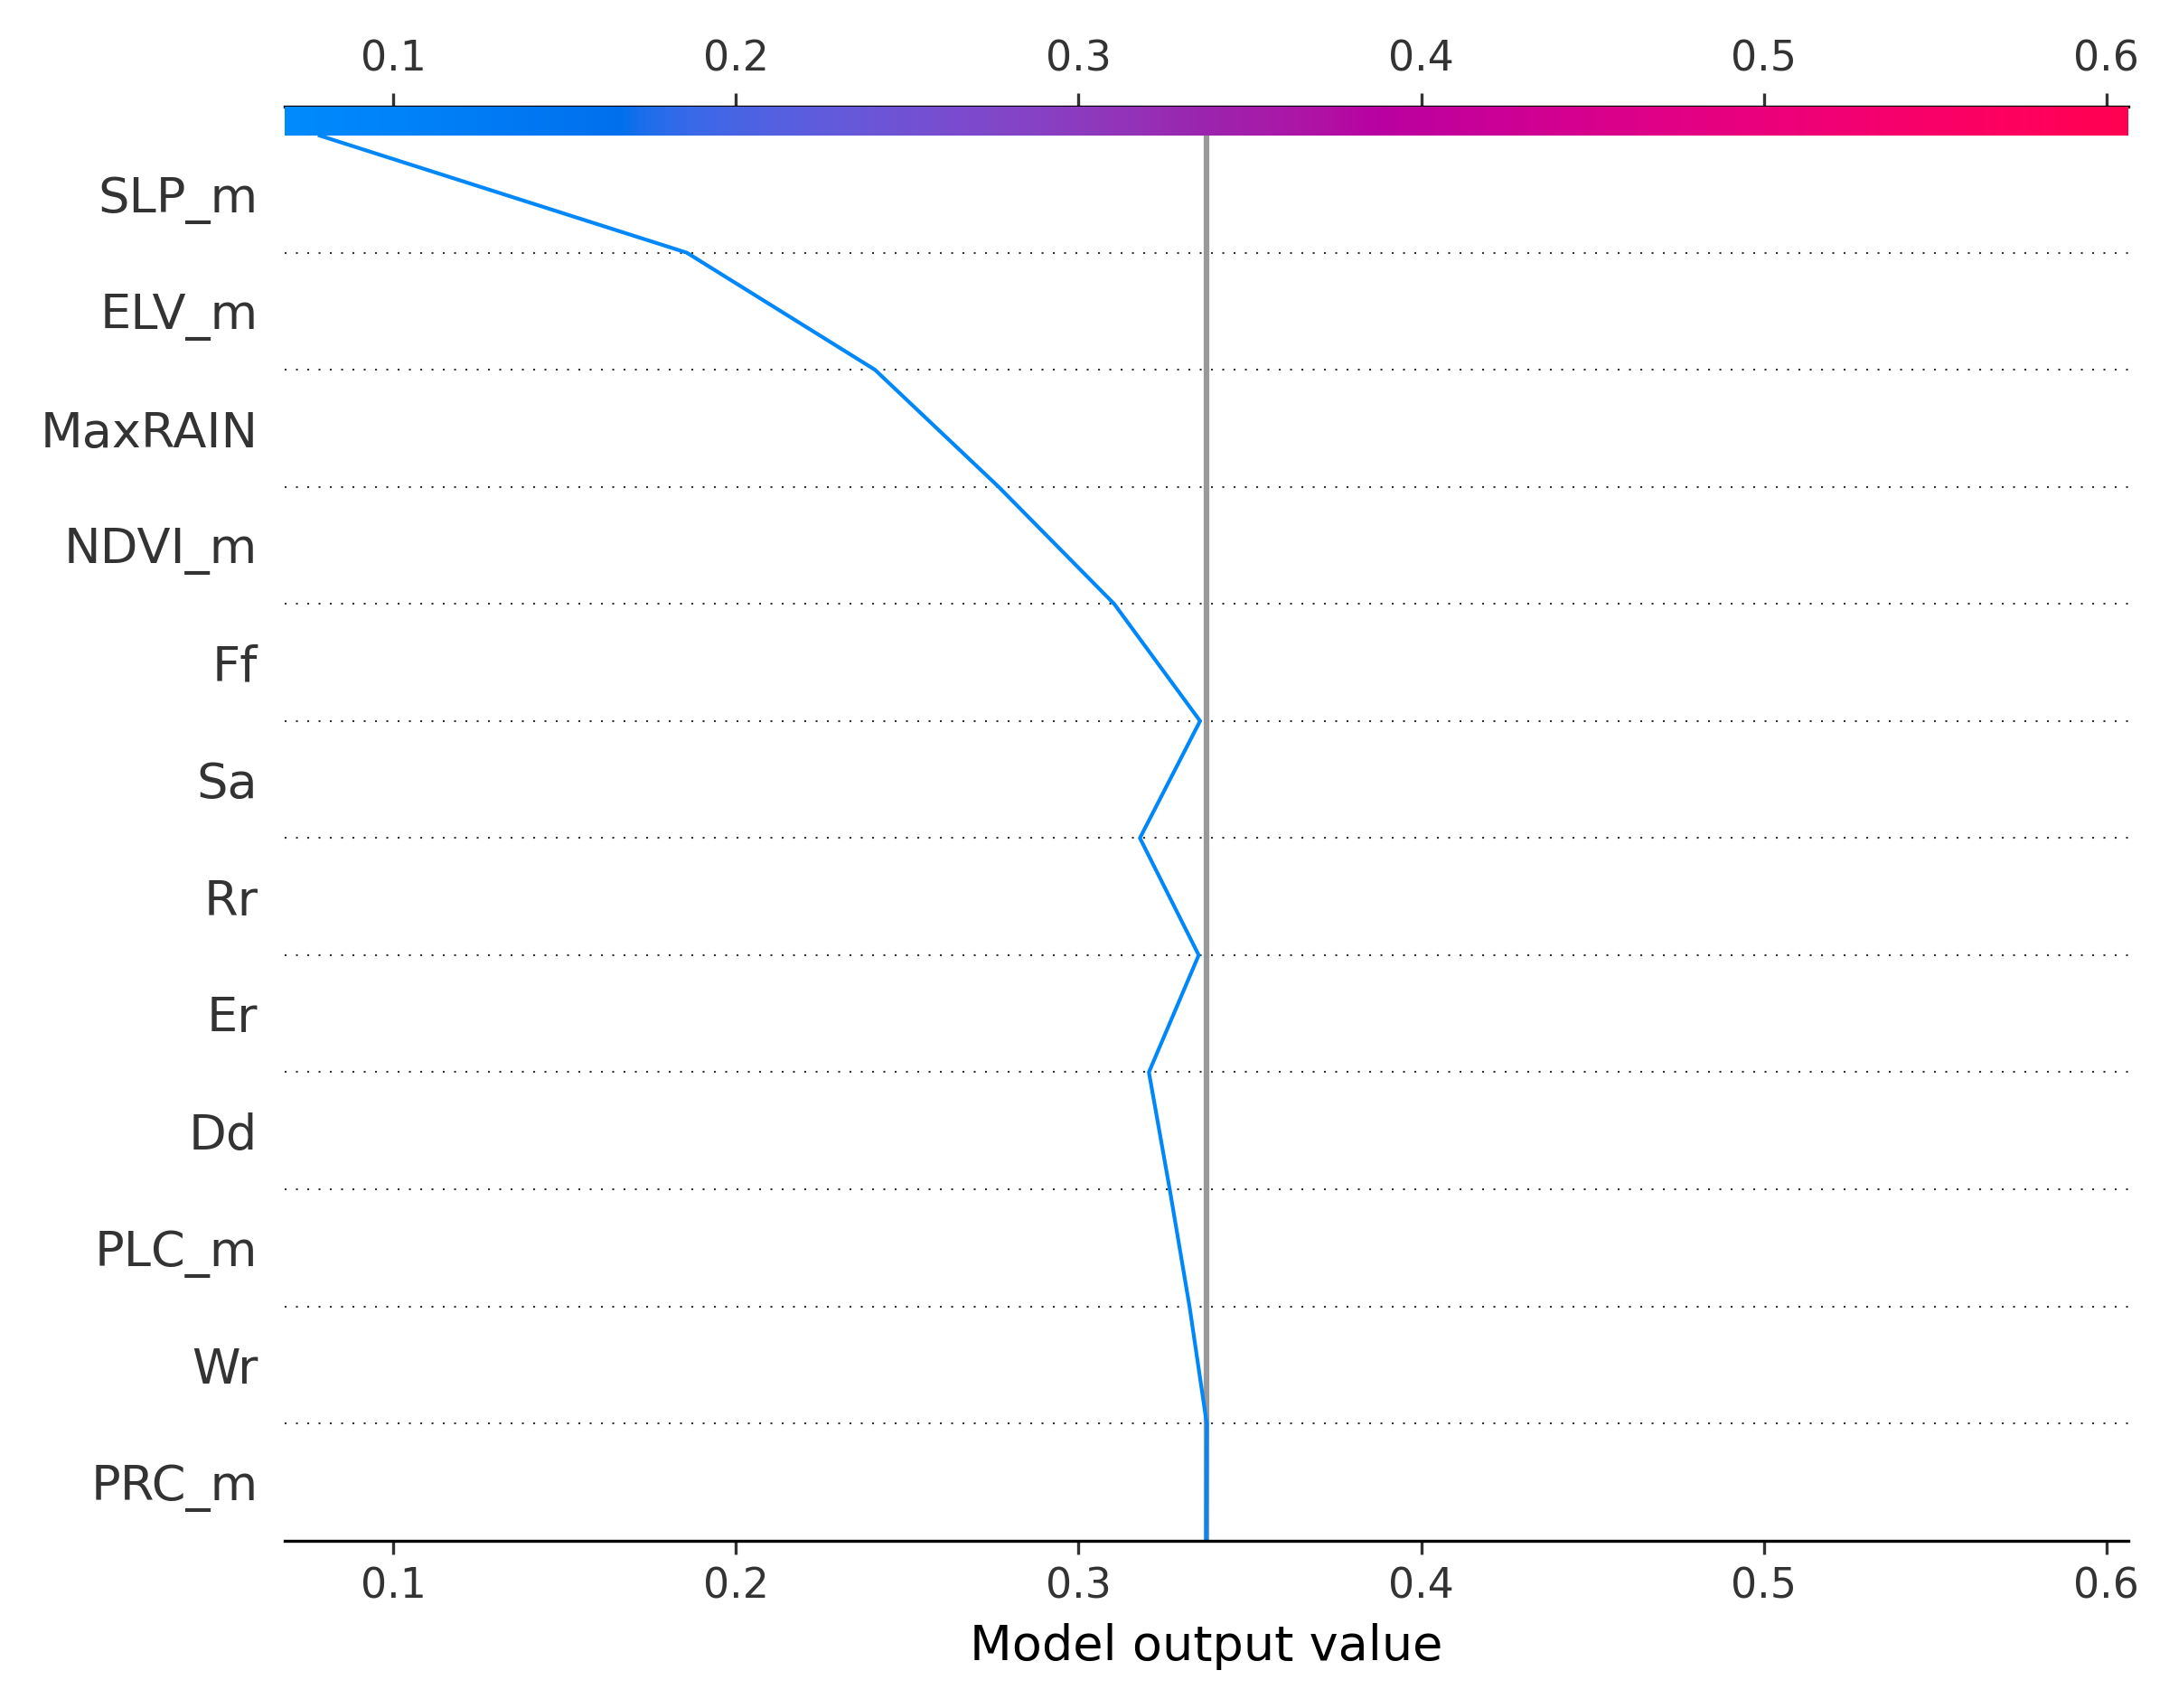 0.1 0.2 0.3 0.4 0.5 0.6
SLP_m
ELV_m
MaxRAIN
NDVI_m
Ff
Sa
Rr
Er
Dd
PLC_m
Wr
PRC_m
0.1 0.2 0.3 0.4 0.5 0.6
Model output value